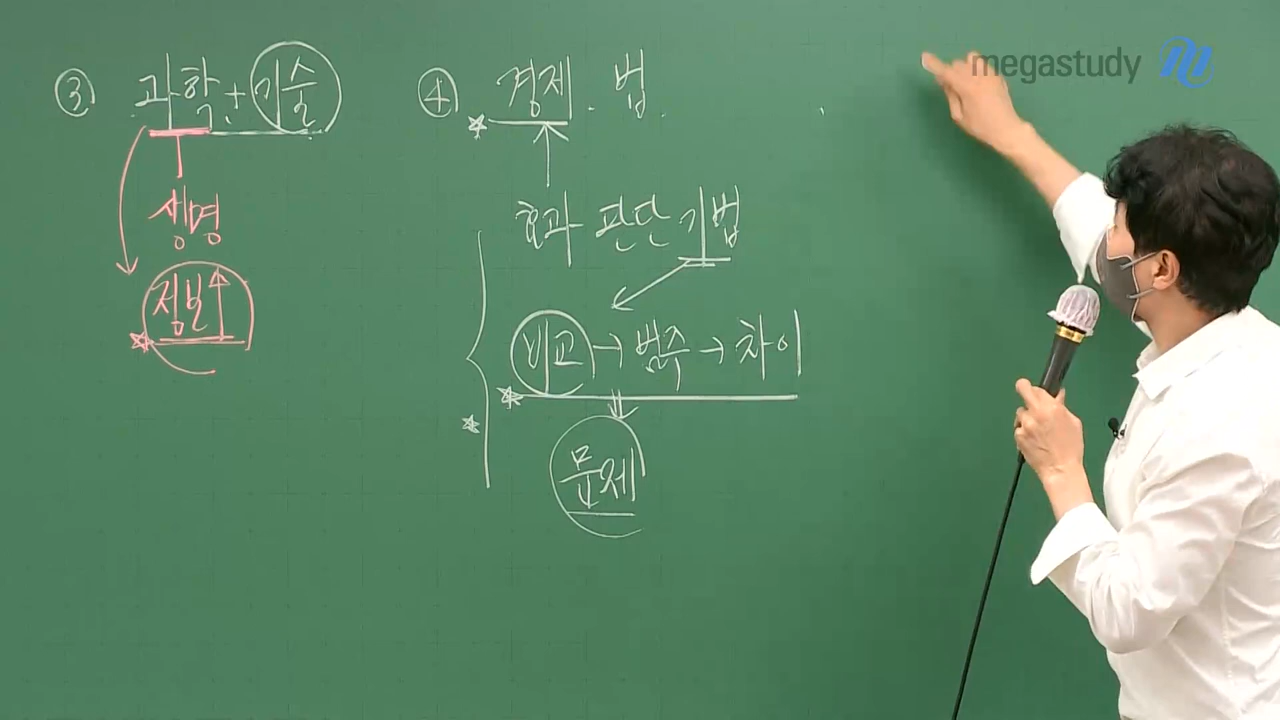 ③ 과학+기술
생명
정보↑
④ 경제 . 법
효과 판단 기법
비교 → 범주 → 차이
문제
megastudy